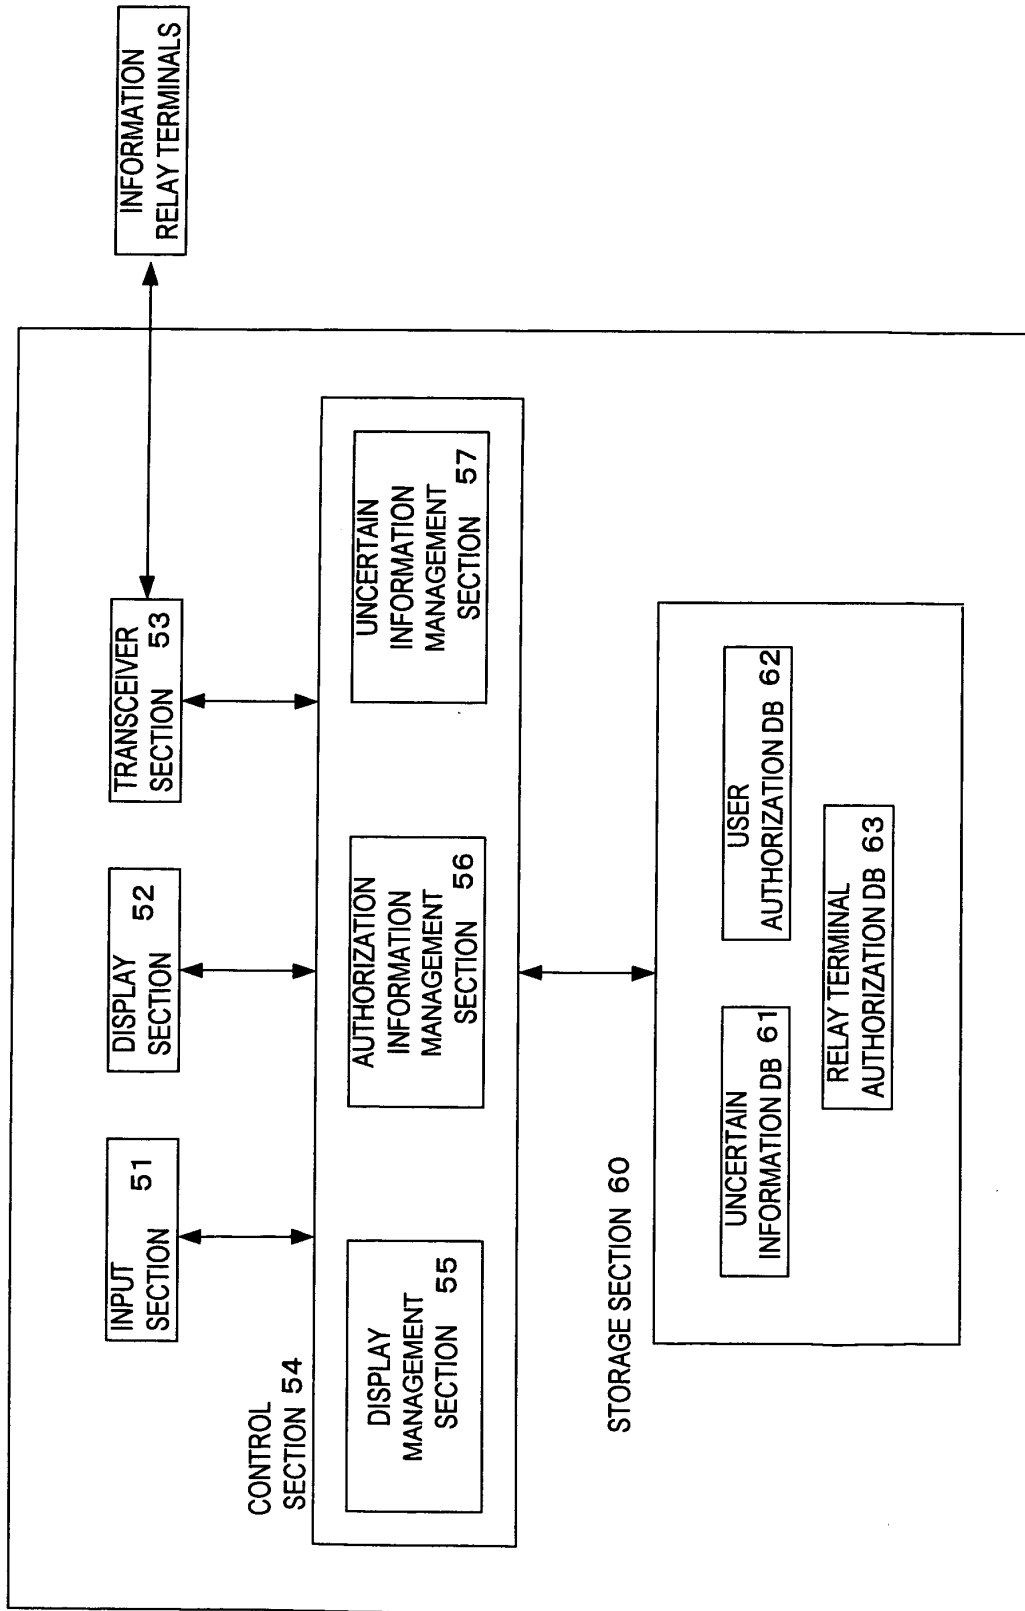 INFORMATION
RELAY TERMINALS
INPUT
SECTION 51
DISPLAY
SECTION 52
TRANSCEIVER
SECTION 53
CONTROL
SECTION 54
DISPLAY
MANAGEMENT
SECTION 55
AUTHORIZATION
INFORMATION
MANAGEMENT
SECTION 56
UNCERTAIN
INFORMATION
MANAGEMENT
SECTION 57
STORAGE SECTION 60
UNCERTAIN
INFORMATION DB 61
USER
AUTHORIZATION DB 62
RELAY TERMINAL
AUTHORIZATION DB 63